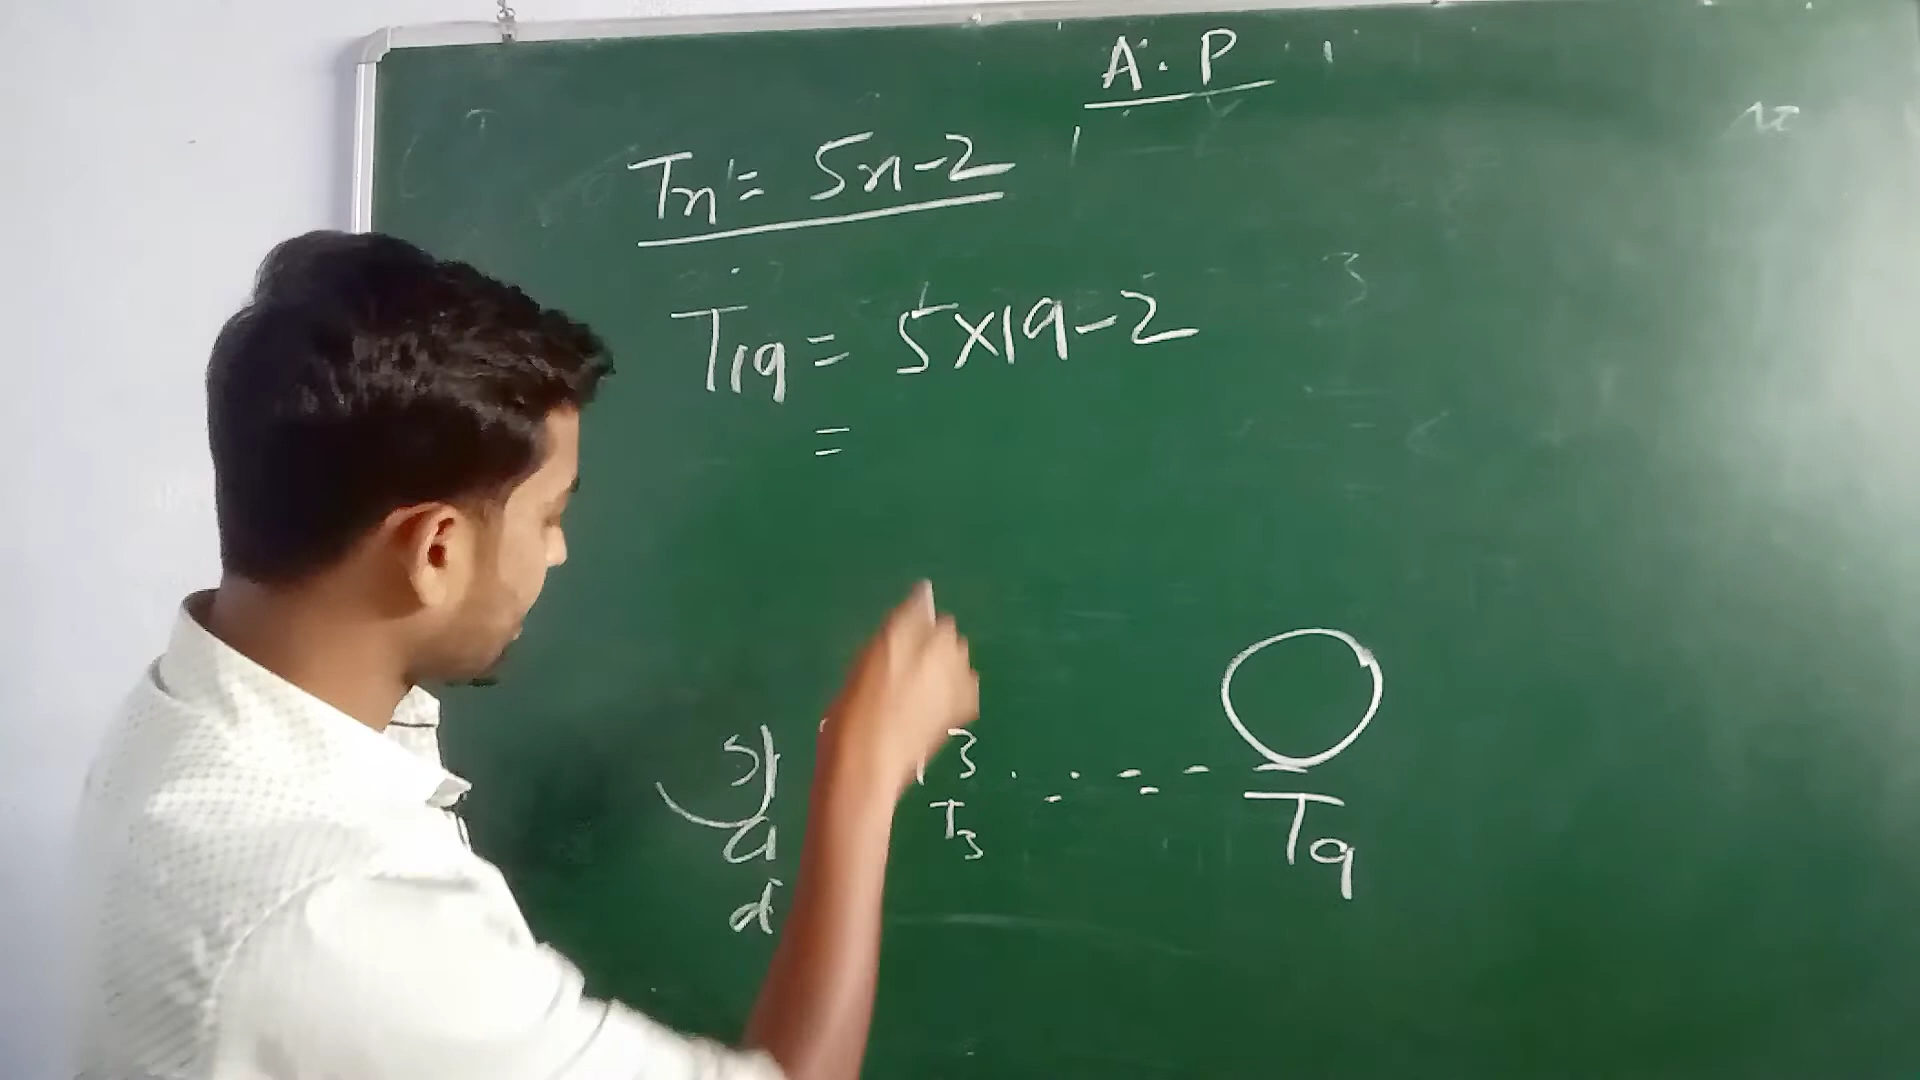 A.P
Tn = 5n-2
T19 = 5×19-2
=
3 . . - - -
a T3 T9
d